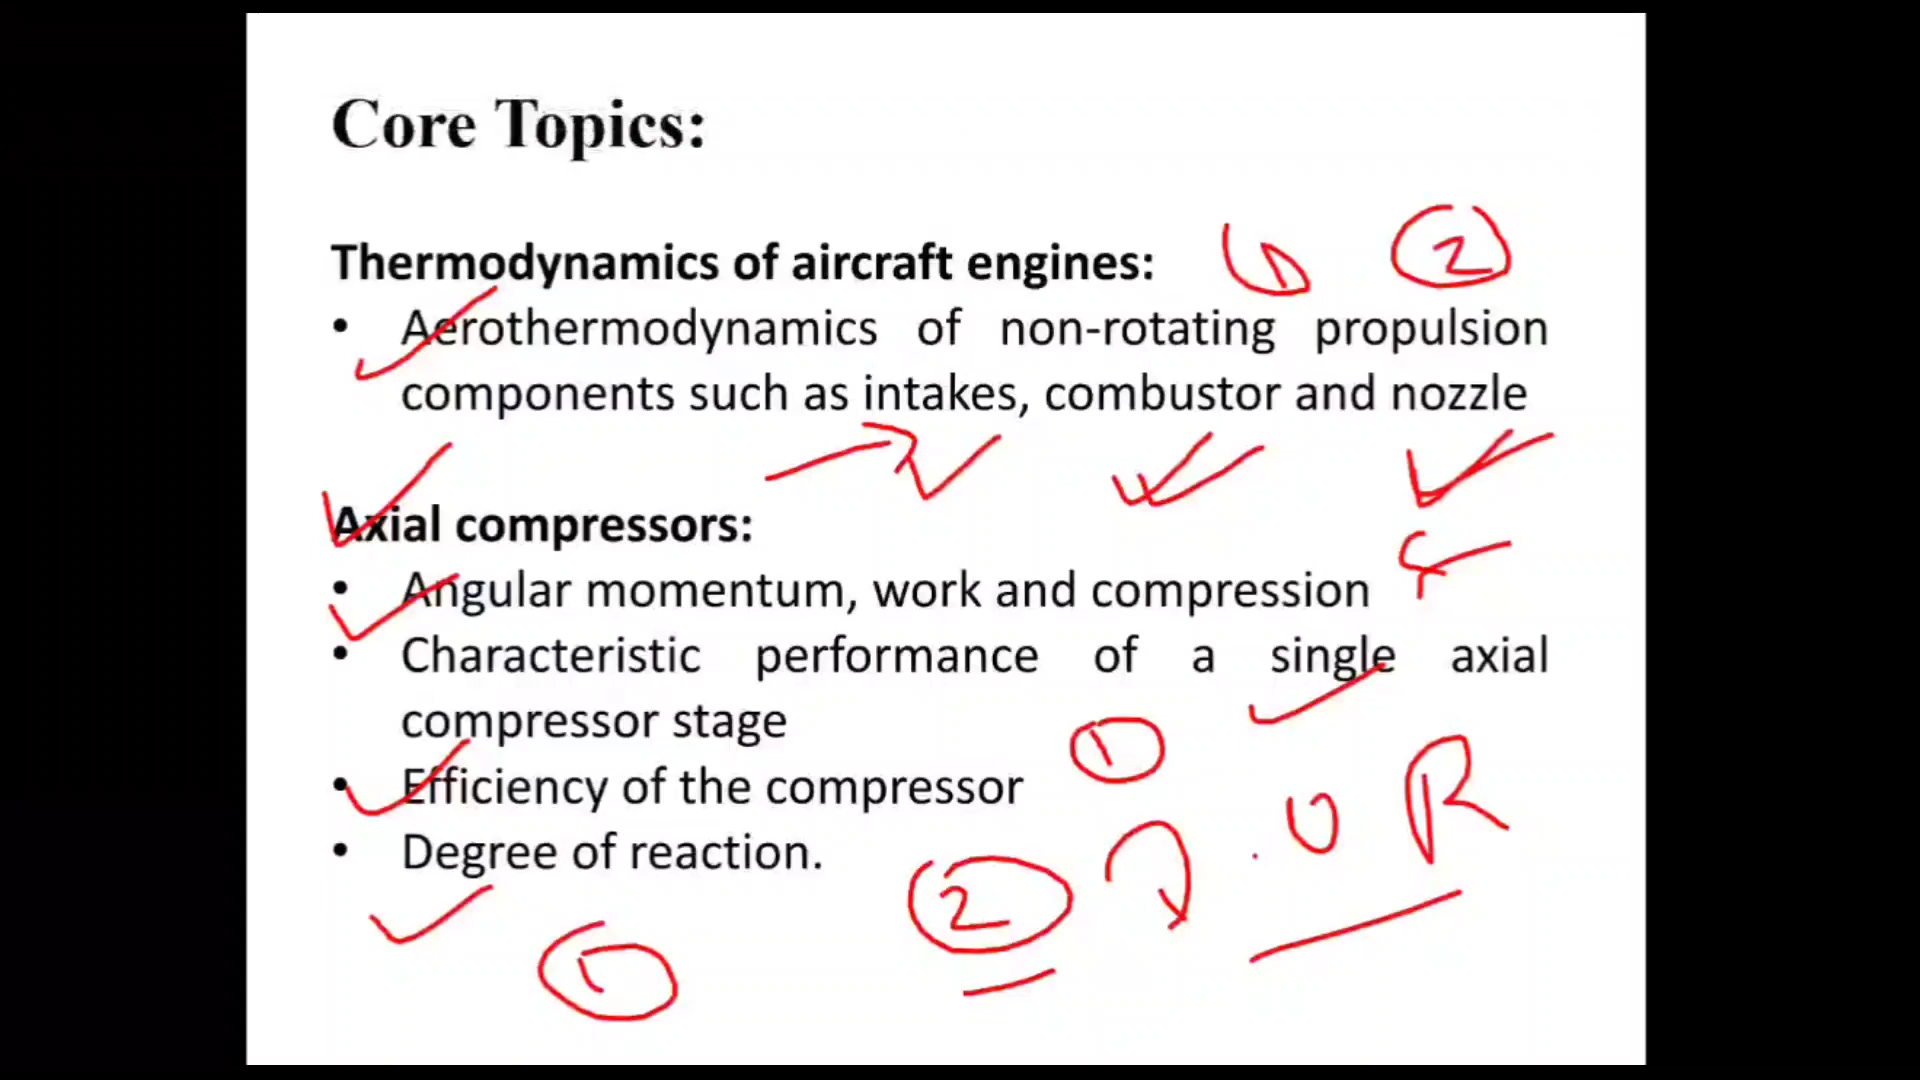 Core Topics:
Thermodynamics of aircraft engines: 1 2
• Aerothermodynamics of non-rotating propulsion
components such as intakes, combustor and nozzle
Axial compressors:
• Angular momentum, work and compression
• Characteristic performance of a single axial
compressor stage
1
• Efficiency of the compressor
• Degree of reaction.
2
.OR
1